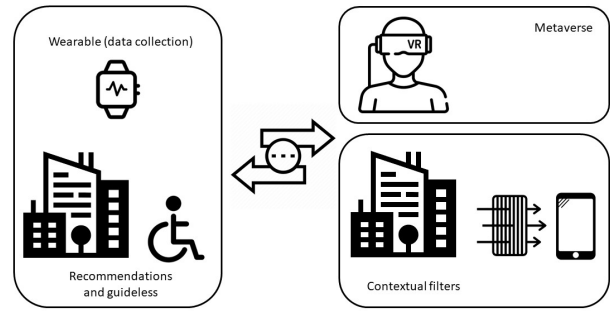 Wearable (data collection)
Recommendations
and guideless
Metaverse
VR
Contextual filters